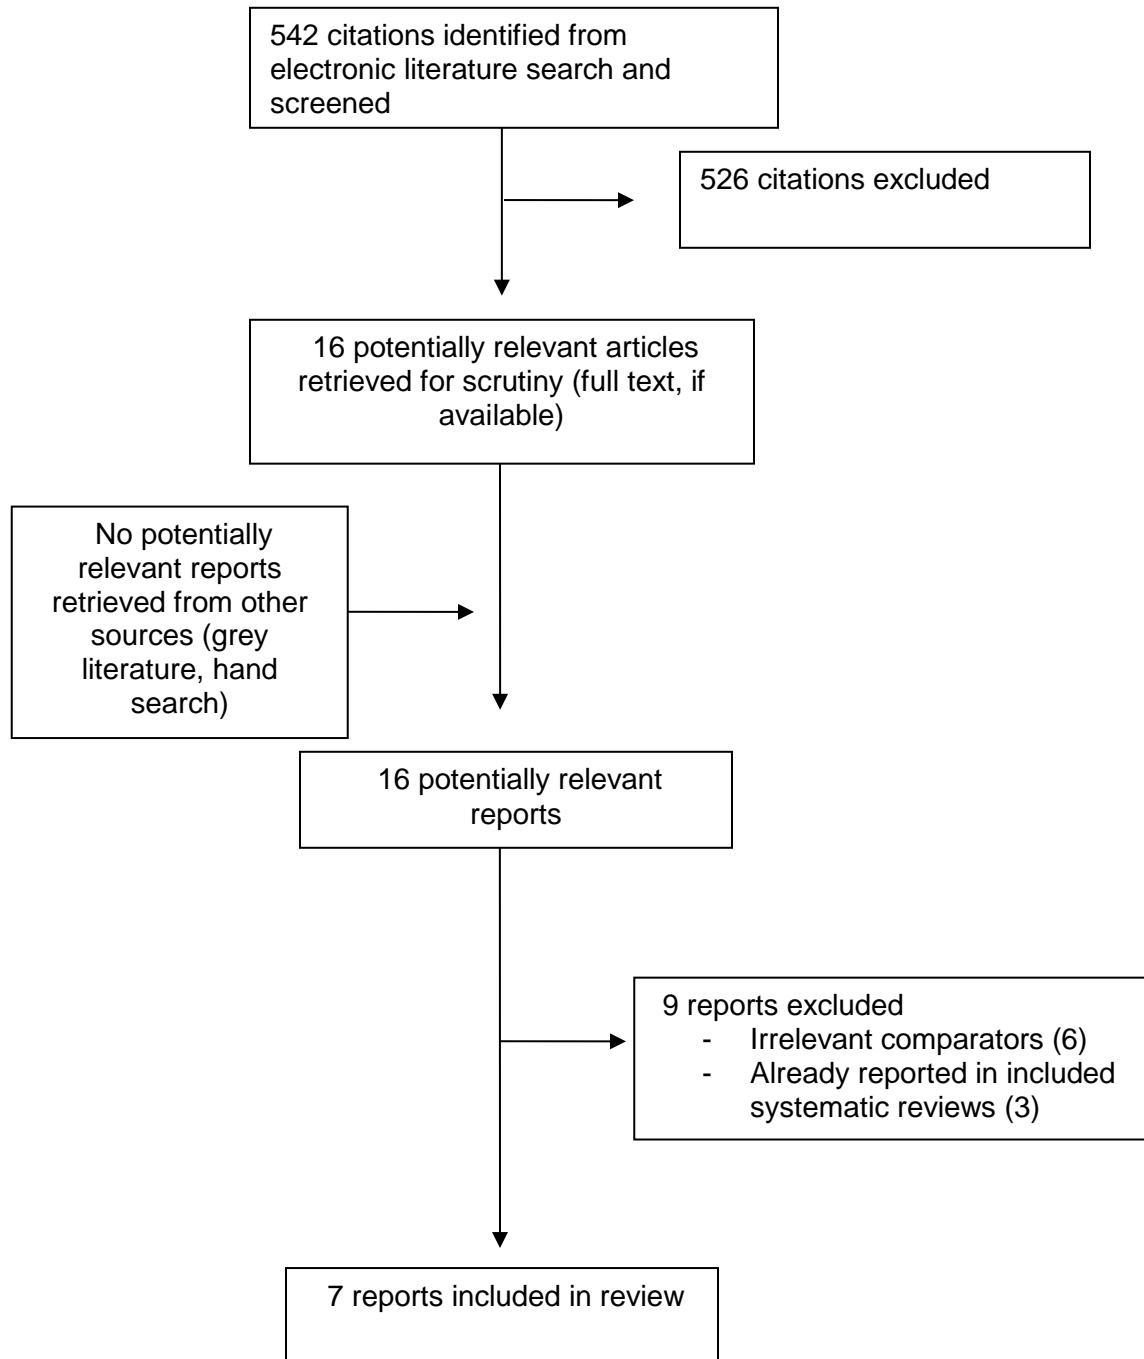 542 citations identified from
electronic literature search and
screened
526 citations excluded
16 potentially relevant articles
retrieved for scrutiny (full text, if
available)
No potentially
relevant reports
retrieved from other
sources (grey
literature, hand
search)
16 potentially relevant
reports
9 reports excluded
- Irrelevant comparators (6)
- Already reported in included
systematic reviews (3)
7 reports included in review